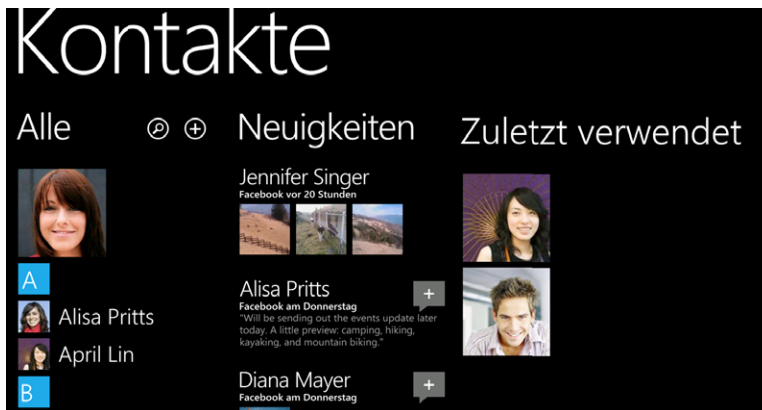 Kontakte
Alle
A
Alisa Pritts
April Lin
B
Neuigkeiten
Jennifer Singer
Facebook vor 20 Stunden
Alisa Pritts
Facebook am Donnerstag
"Will be sending out the events update later
today. A little preview: camping, hiking,
kayaking, and mountain biking."
Diana Mayer
Facebook am Donnerstag
Zuletzt verwendet